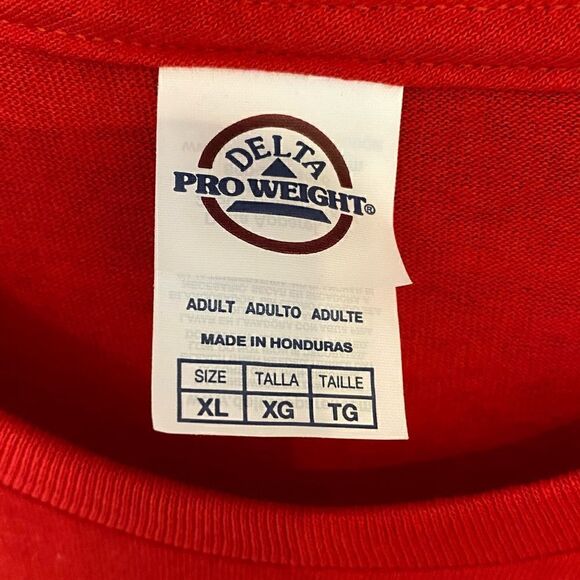 DELTA
PRO WEIGHT®
ADULT ADULTO ADULTE
MADE IN HONDURAS
SIZE TALLA TAILLE
XL XG TG